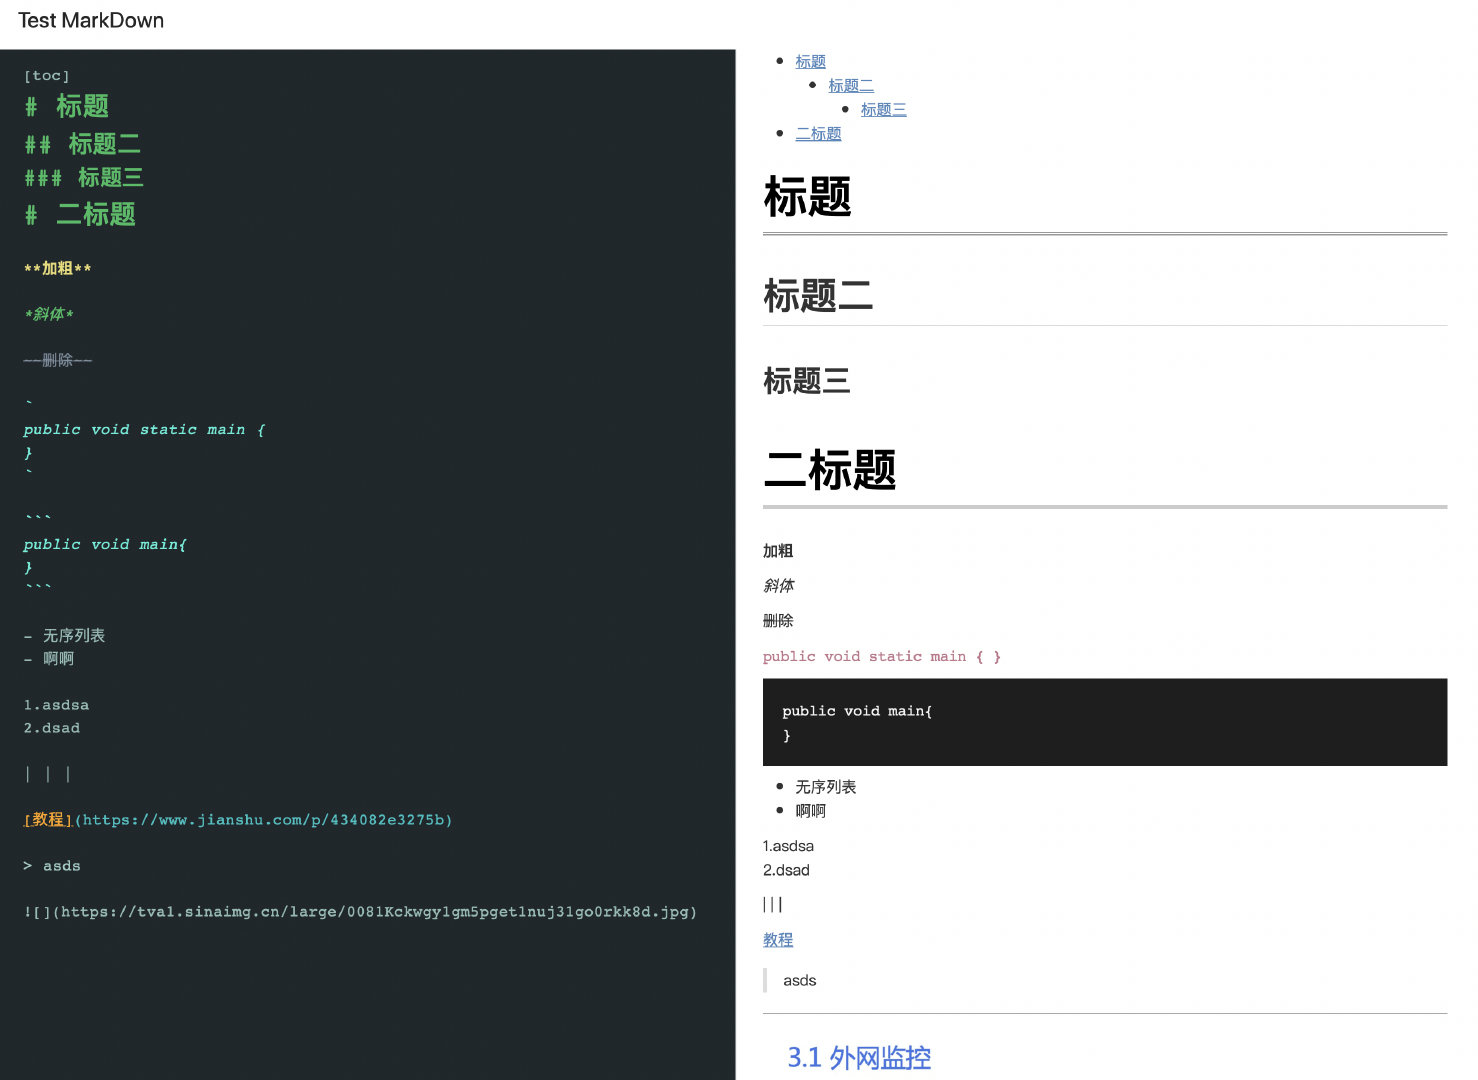 Test MarkDown
[toc]
# 标题
## 标题二
### 标题三
# 二标题
**加粗**
*斜体*
~~删除~~
`
public void static main {
}
`
```
public void main{
}
```
- 无序列表
- 啊啊
1.asdsa
2.dsad
| | |
[教程](https://www.jianshu.com/p/434082e3275b)
> asds
![](https://tva1.sinaimg.cn/large/0081Kckwgy1gm5pget1nuj31go0rkk8d.jpg)
标题
标题二
标题三
二标题
标题
标题二
标题三
二标题
加粗
斜体
删除
public void static main { }
public void main{
}
无序列表
啊啊
1.asdsa
2.dsad
| | |
教程
asds
3.1 外网监控